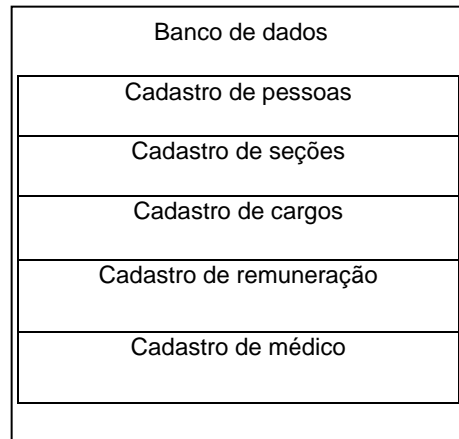 Banco de dados
Cadastro de pessoas
Cadastro de seções
Cadastro de cargos
Cadastro de remuneração
Cadastro de médico